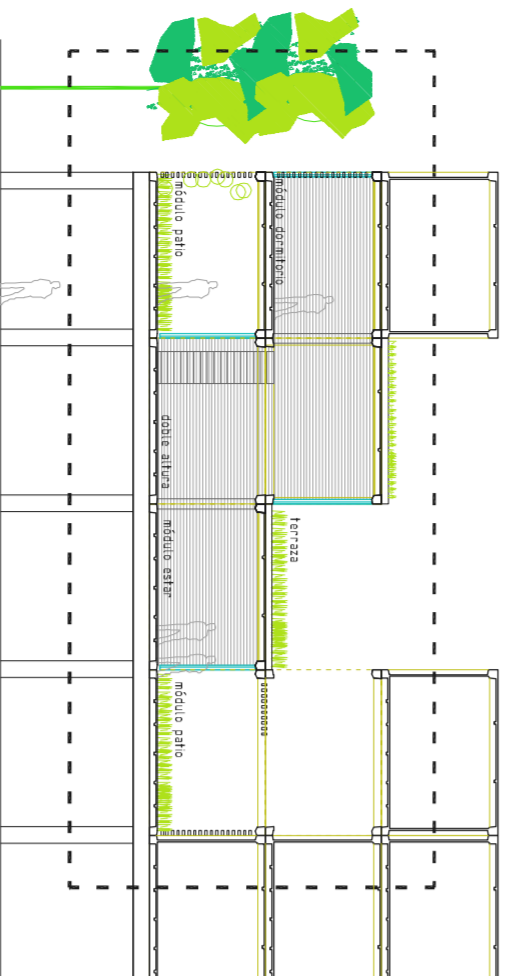 módulo patio
módulo dormitorio
doble altura
módulo estar
terraza
módulo patio